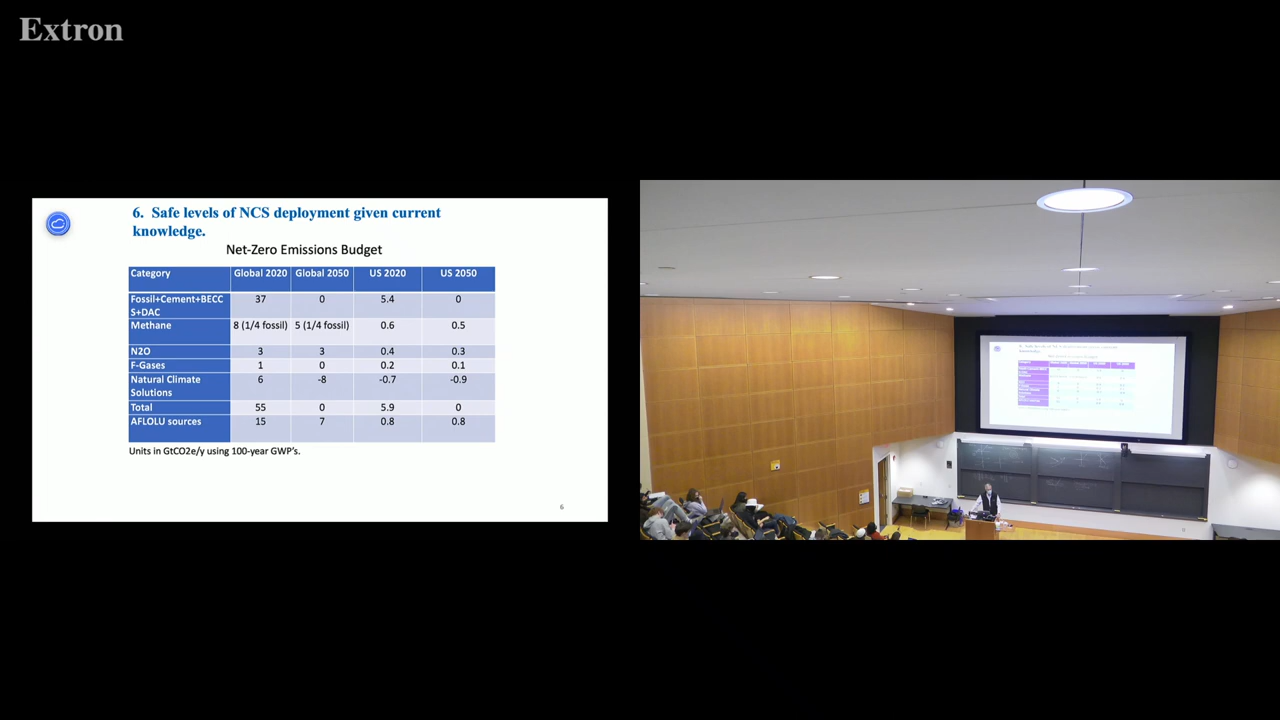 Extron
6. Safe levels of NCS deployment given current
knowledge.
Net-Zero Emissions Budget
Category Global 2020 Global 2050 US 2020 US 2050
Fossil+Cement+BECC 37 0 5.4 0
S+DAC
Methane 8 (1/4 fossil) 5 (1/4 fossil) 0.6 0.5
N2O 3 3 0.4 0.3
F-Gases 1 0 0.2 0.1
Natural Climate 6 -8 -0.7 -0.9
Solutions
Total 55 0 5.9 0
AFLOLU sources 15 7 0.8 0.8
Units in GtCO2e/y using 100-year GWP's.
6